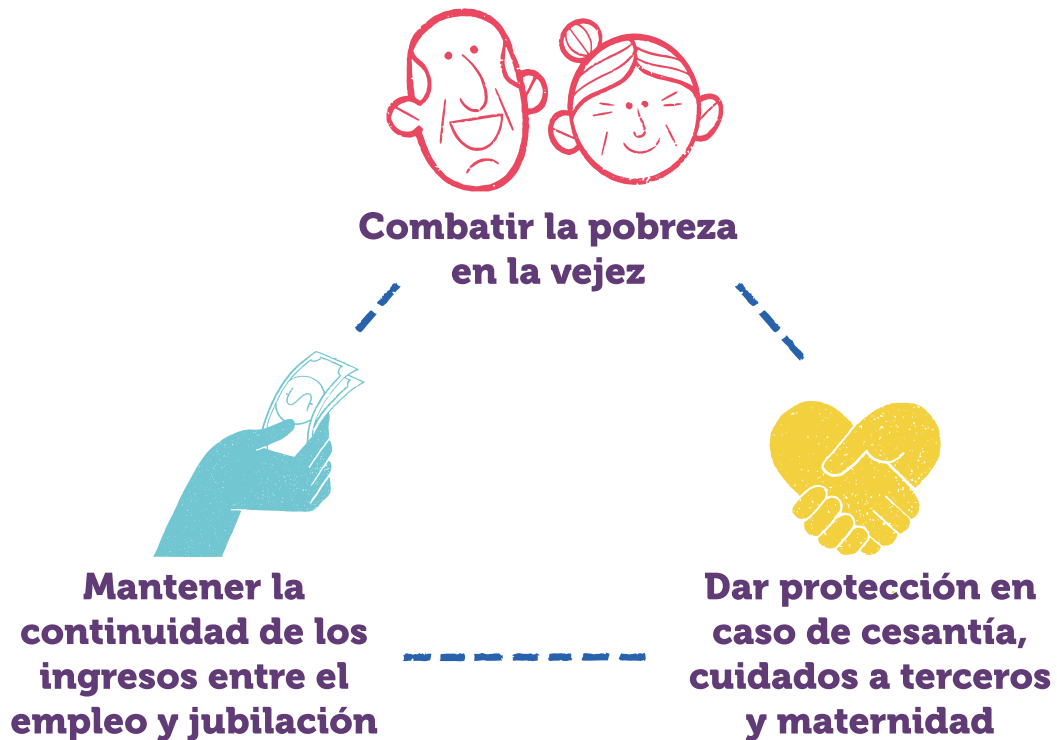 Combatir la pobreza
en la vejez
Mantener la
continuidad de los
ingresos entre el
empleo y jubilación
Dar protección en
caso de cesantía,
cuidados a terceros
y maternidad